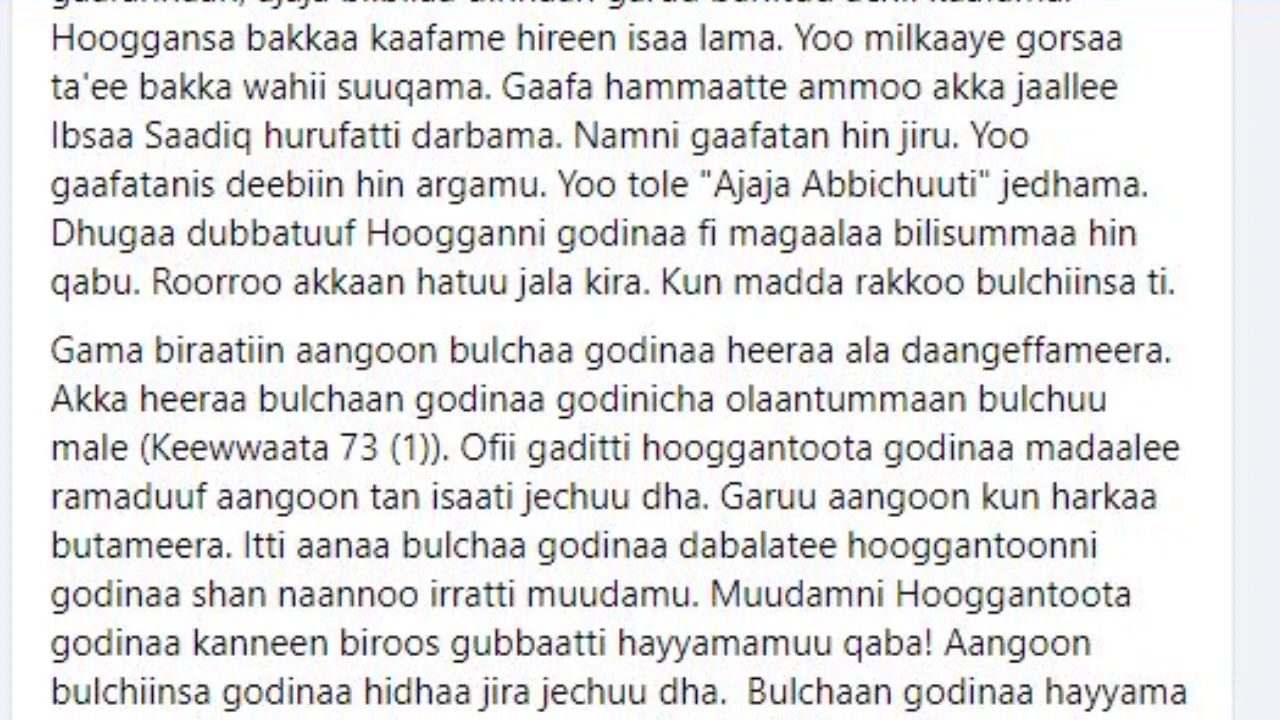 Hooggansa bakkaa kaafame hireen isaa lama. Yoo milkaaye gorsaa
ta'ee bakka wahii suuqama. Gaafa hammaatte ammoo akka jaallee
Ibsaa Saadiq hurufatti darbama. Namni gaafatan hin jiru. Yoo
gaafatanis deebiin hin argamu. Yoo tole "Ajaja Abbichuuti" jedhama.
Dhugaa dubbatuuf Hoogganni godinaa fi magaalaa bilisummaa hin
qabu. Roorroo akkaan hatuu jala kira. Kun madda rakkoo bulchiinsa ti.
Gama biraatiin aangoon bulchaa godinaa heeraa ala daangeffameera.
Akka heeraa bulchaan godinaa godinicha olaantummaan bulchuu
male (Keewwaata 73 (1)). Ofii gaditti hooggantoota godinaa madaalee
ramaduuf aangoon tan isaati jechuu dha. Garuu aangoon kun harkaa
butameera. Itti aanaa bulchaa godinaa dabalatee hooggantoonni
godinaa shan naannoo irratti muudamu. Muudamni Hooggantoota
godinaa kanneen biroos gubbaatti hayyamamuu qaba! Aangoon
bulchiinsa godinaa hidhaa jira jechuu dha. Bulchaan godinaa hayyama